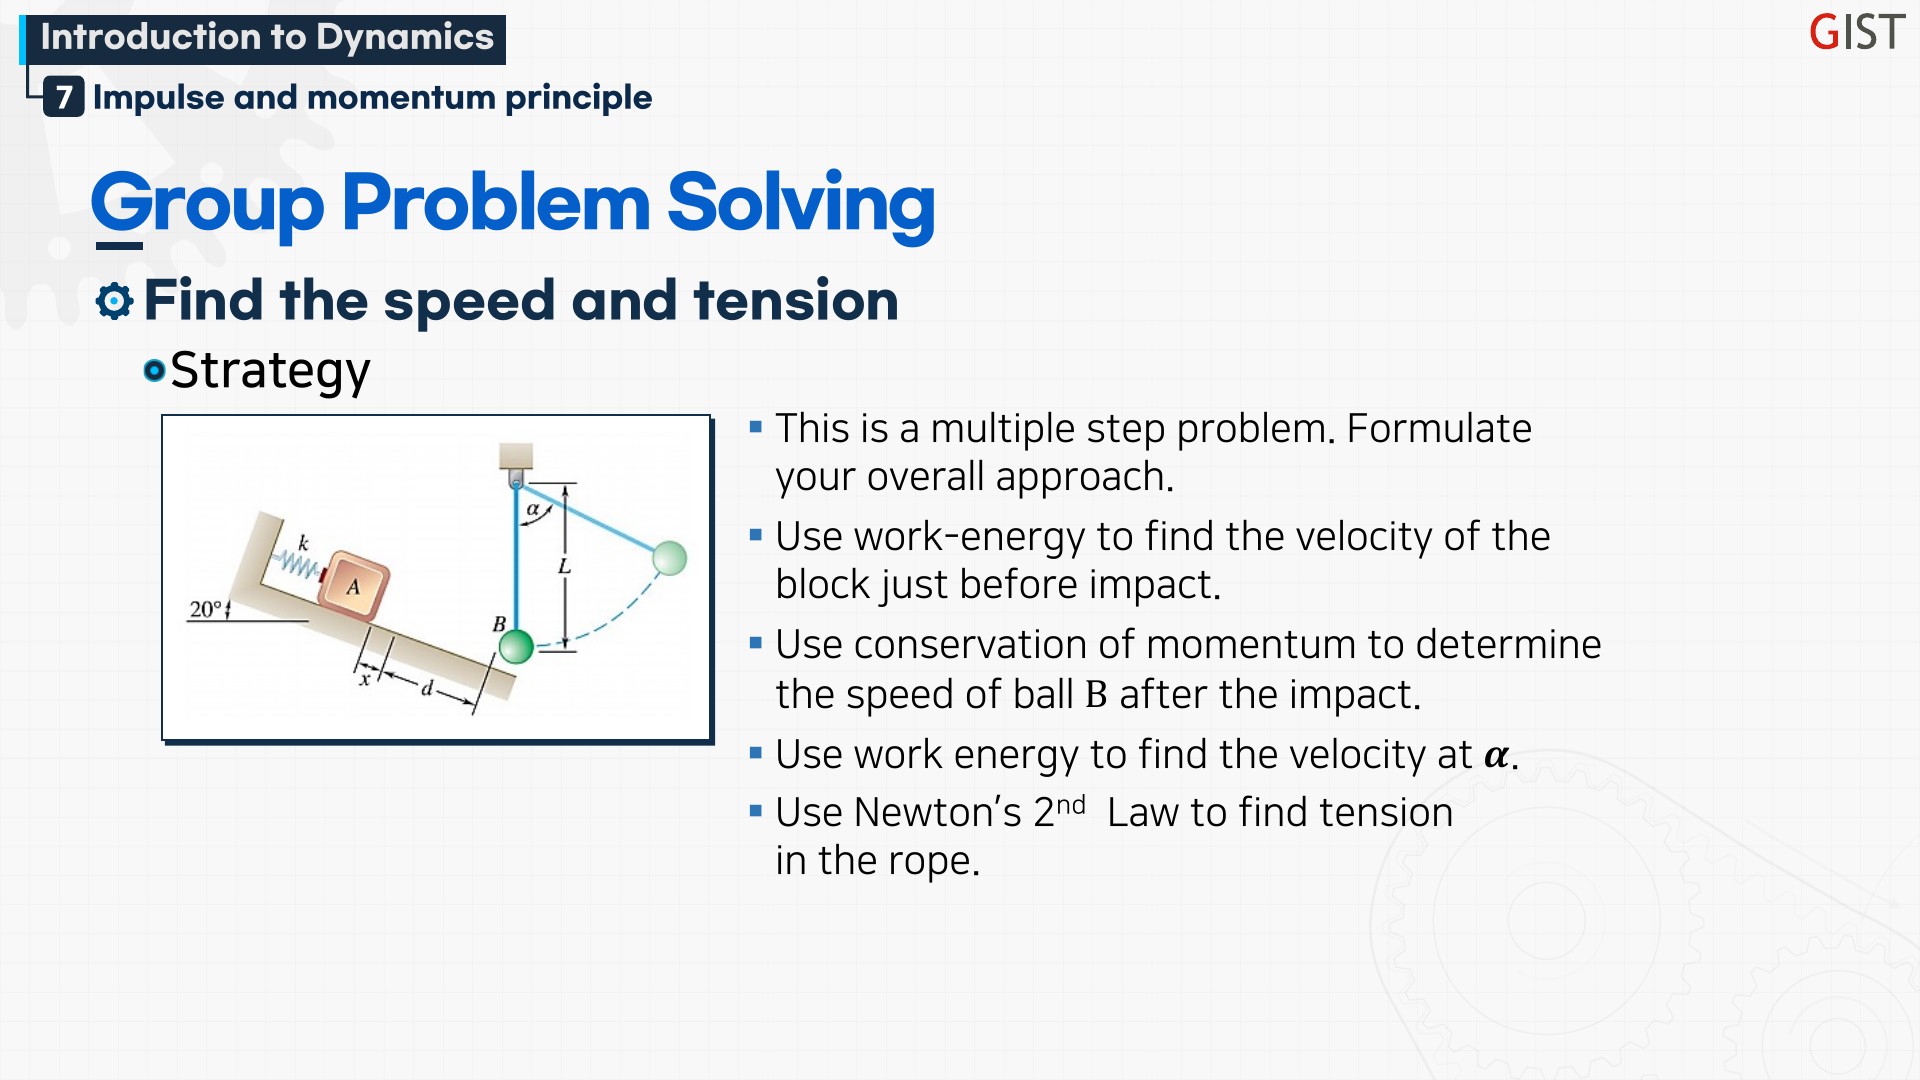 Introduction to Dynamics
GIST
7 Impulse and momentum principle
Group Problem Solving
Find the speed and tension
Strategy
α
k
A
L
20°
B
x
d
This is a multiple step problem. Formulate
your overall approach.
Use work-energy to find the velocity of the
block just before impact.
Use conservation of momentum to determine
the speed of ball B after the impact.
Use work energy to find the velocity at α.
Use Newton's 2nd Law to find tension
in the rope.